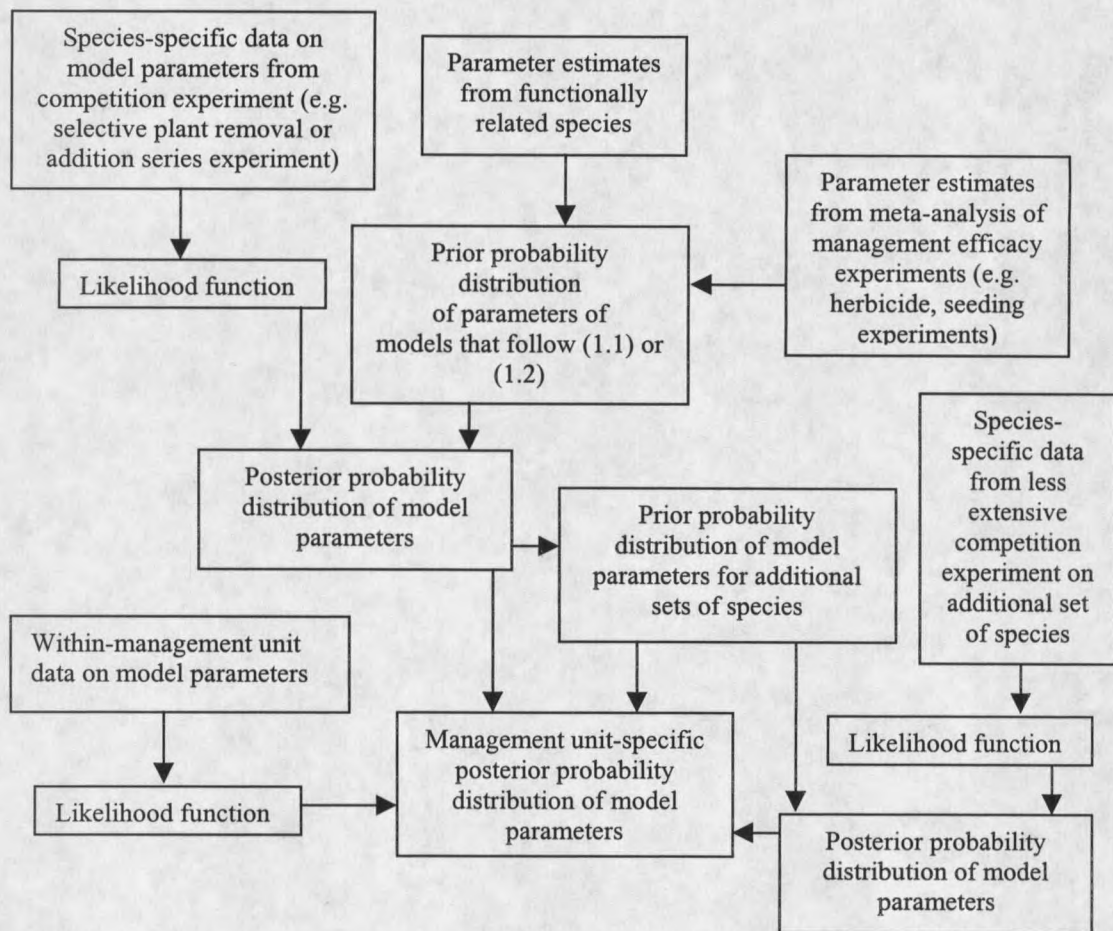 Species-specific data on
model parameters from
competition experiment (e.g.
selective plant removal or
addition series experiment)
Parameter estimates
from functionally
related species
Parameter estimates
from meta-analysis of
management efficacy
experiments (e.g.
herbicide, seeding
experiments)
Likelihood function
Prior probability
distribution
of parameters of
models that follow (1.1) or
(1.2)
Species-
specific data
from less
extensive
competition
experiment on
additional set
of species
Posterior probability
distribution of model
parameters
Prior probability
distribution of model
parameters for additional
sets of species
Within-management unit
data on model parameters
Management unit-specific
posterior probability
distribution of model
parameters
Likelihood function
Likelihood function
Posterior probability
distribution of model
parameters